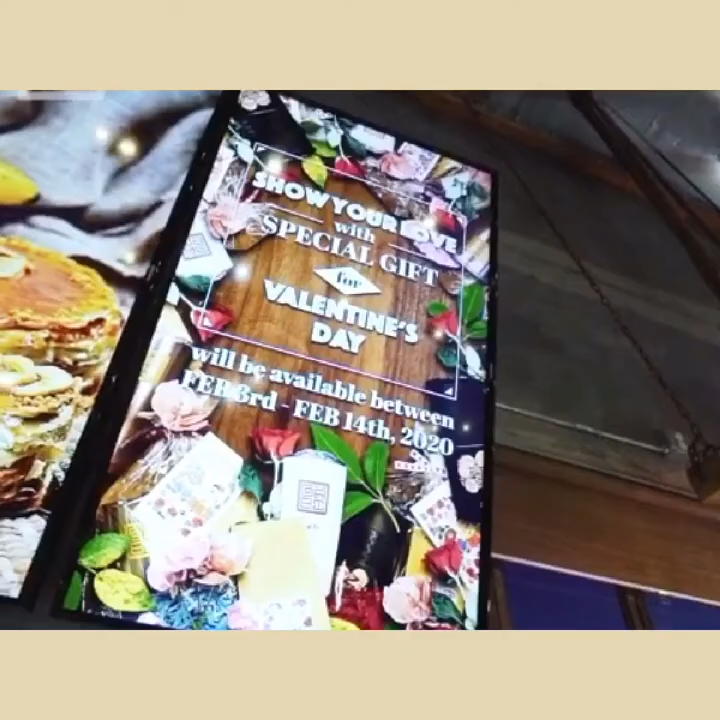 SHOW YOUR LOVE
with
SPECIAL GIFT
for
VALENTINE'S
DAY
will be available between
FEB 3rd - FEB 14th, 2020